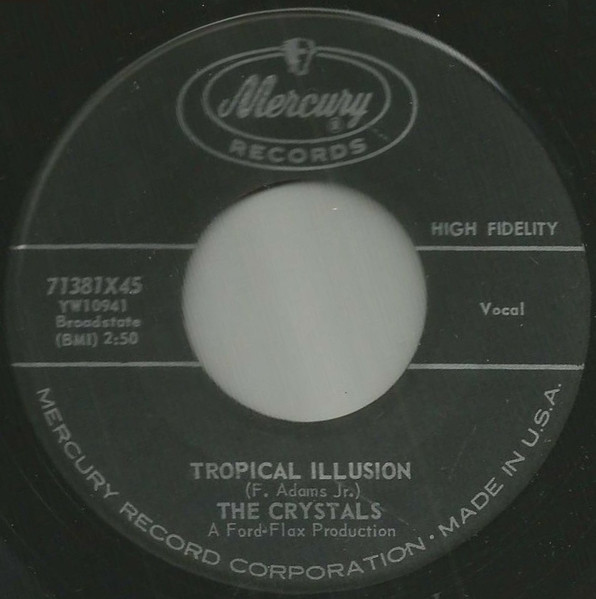 Mercury
RECORDS
HIGH FIDELITY
71381X45
YW10941
Broadstate
(BMI) 2:50
Vocal
TROPICAL ILLUSION
(F. Adams Jr.)
THE CRYSTALS
A Ford-Flax Production
MERCURY RECORD CORPORATION · MADE IN U.S.A.